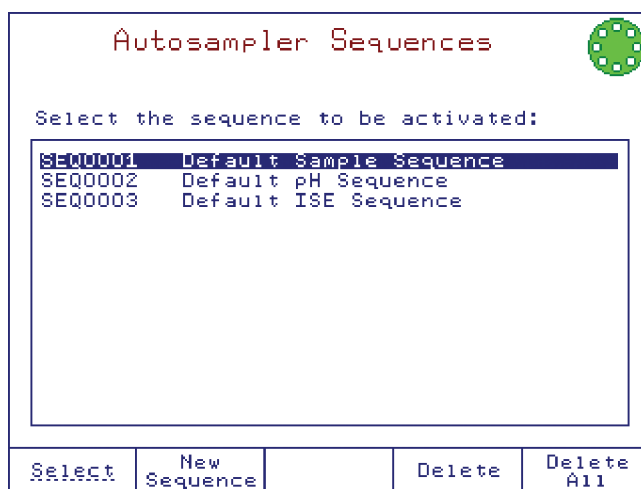 Autosampler Sequences
Select the sequence to be activated:
SEQ0001 Default Sample Sequence
SEQ0002 Default pH Sequence
SEQ0003 Default ISE Sequence
Select New Sequence Delete Delete All